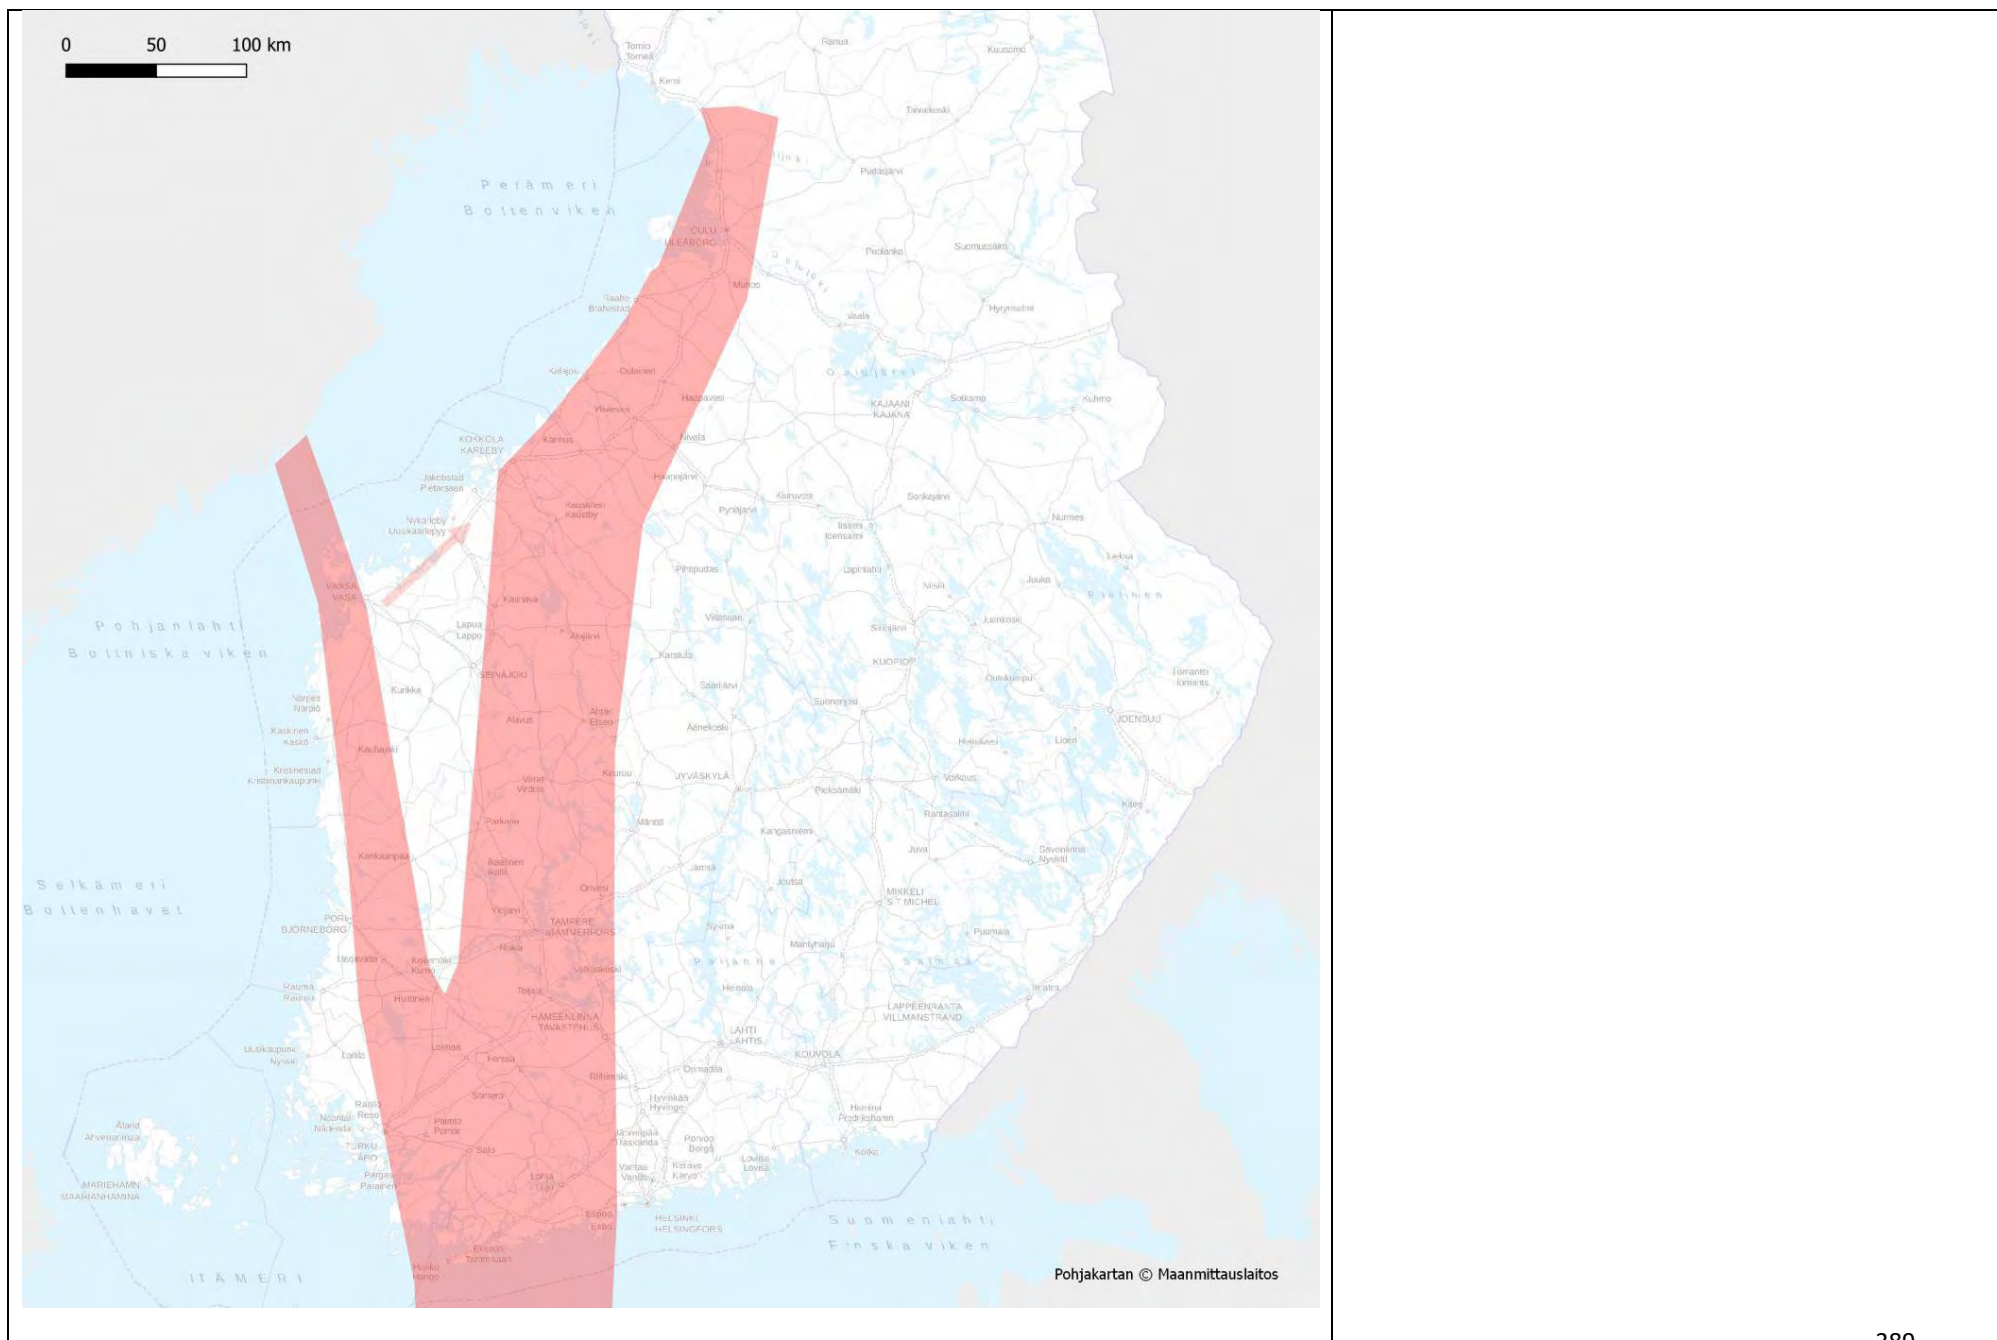 0 50 100 km
Tornio
Torneå
Kemi
Ranua
Kuusamo
Taivalkoski
Pudasjärvi
Perämeri
Bottenviken
OULU
ULEÅBORG
Puolanka
Suomussalmi
Muhos
Raahe
Brahestad
Hyrynsalmi
Vaala
Kalajoki
Oulainen
Oulujärvi
Haapavesi
KAJAANI
KAJANA
Sotkamo
Kuhmo
Ylivieska
KOKKOLA
KARLEBY
Kannus
Nivala
Jakobstad
Pietarsaari
Haapajärvi
Kiuruvesi
Sonkajärvi
Kaustinen
Kaustby
Pyhäjärvi
Nykarleby
Uusikaarlepyy
Iisalmi
Idensalmi
Nurmes
Lieksa
Pihtipudas
Lapinlahti
Nilsiä
Juuka
Pielinen
VAASA
VASA
Kauhava
Viitasaari
Pohjanlahti
Bottniska viken
Lapua
Lappo
Alajärvi
Siilinjärvi
Juankoski
Karstula
KUOPIO
SEINÄJOKI
Kurikka
Saarijärvi
Suonenjoki
Outokumpu
Ilomantsi
Ilomants
Närpes
Närpiö
Alavus
Ähtäri
Etseri
Äänekoski
JOENSUU
Kaskinen
Kaskö
Kauhajoki
Heinävesi
Liperi
Kristinestad
Kristiinankaupunki
Virrat
Virdois
Keuruu
JYVÄSKYLÄ
Pieksämäki
Varkaus
Kitee
Parkano
Mänttä
Kangasniemi
Rantasalmi
Kankaanpää
Ikaalinen
Ikalis
Jämsä
Juva
Savonlinna
Nyslott
Selkämeri
Bottenhavet
Orivesi
Joutsa
MIKKELI
S:T MICHEL
PORI
BJÖRNEBORG
Ylöjärvi
TAMPERE
TAMMERFORS
Sysmä
Puumala
Nokia
Mäntyharju
Harjavalta
Kokemäki
Kumo
Valkeakoski
Päijänne
Saimaa
Rauma
Raumo
Huittinen
Toijala
Heinola
Imatra
HÄMEENLINNA
TAVASTEHUS
LAPPEENRANTA
VILLMANSTRAND
LAHTI
LAHTIS
Uusikaupunki
Nystad
Laitila
Loimaa
Forssa
KOUVOLA
Riihimäki
Orimattila
Somero
Hyvinkää
Hyvinge
Hamina
Fredrikshamn
Raisio
Reso
Naantali
Nådendal
Paimio
Pemar
Järvenpää
Träskända
Porvoo
Borgå
Loviisa
Lovisa
Kotka
Åland
Ahvenanmaa
TURKU
ÅBO
Salo
Vantaa
Vanda
Kerava
Kervo
Pargas
Parainen
Lohja
Lojo
MARIEHAMN
MAARIANHAMINA
Espoo
Esbo
HELSINKI
HELSINGFORS
Suomenlahti
Finska viken
Ekenäs
Tammisaari
Hanko
Hangö
ITÄMERI
Pohjakartan © Maanmittauslaitos